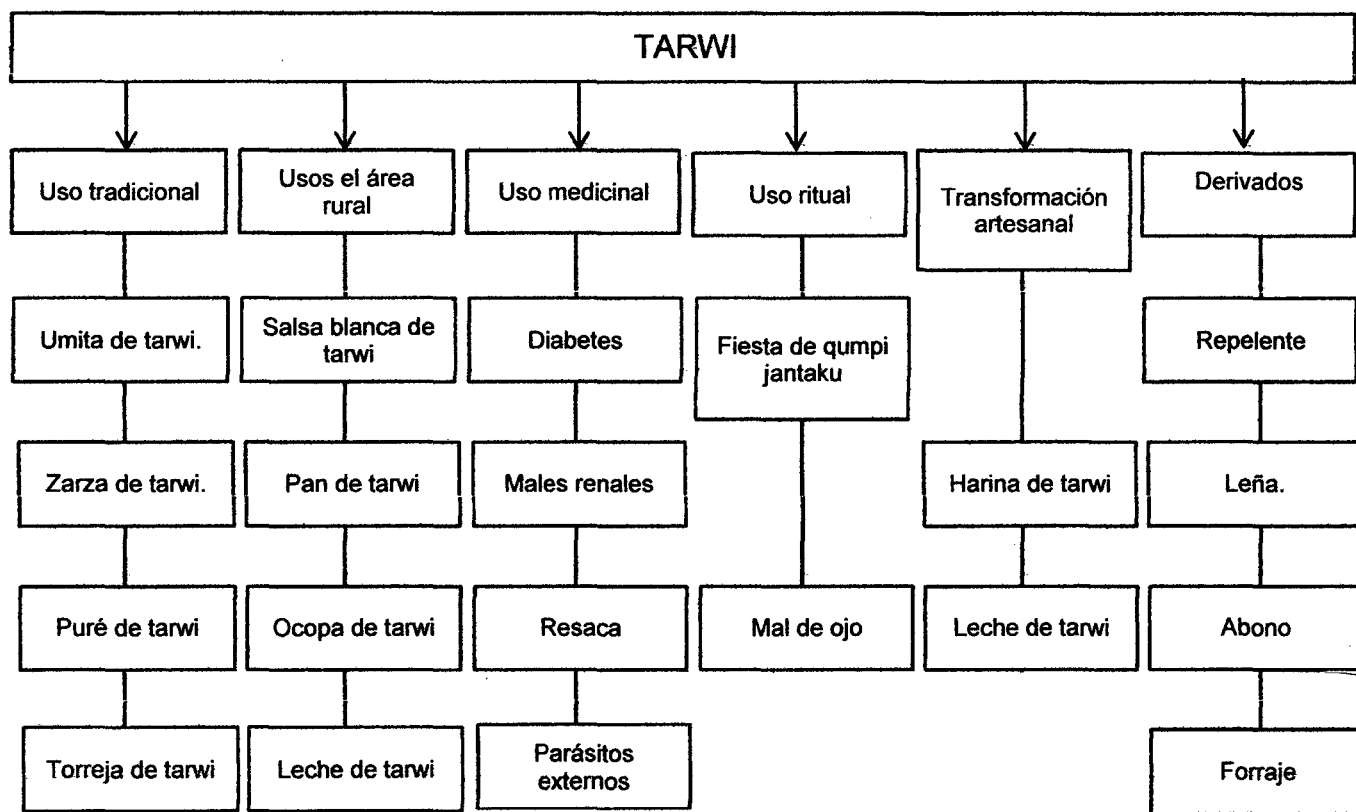 TARWI
Uso tradicional
Umita de tarwi.
Zarza de tarwi.
Puré de tarwi
Torreja de tarwi
Usos el área
rural
Salsa blanca de
tarwi
Pan de tarwi
Ocopa de tarwi
Leche de tarwi
Uso medicinal
Diabetes
Males renales
Resaca
Parásitos
externos
Uso ritual
Fiesta de qumpi
jantaku
Mal de ojo
Transformación
artesanal
Harina de tarwi
Leche de tarwi
Derivados
Repelente
Leña.
Abono
Forraje